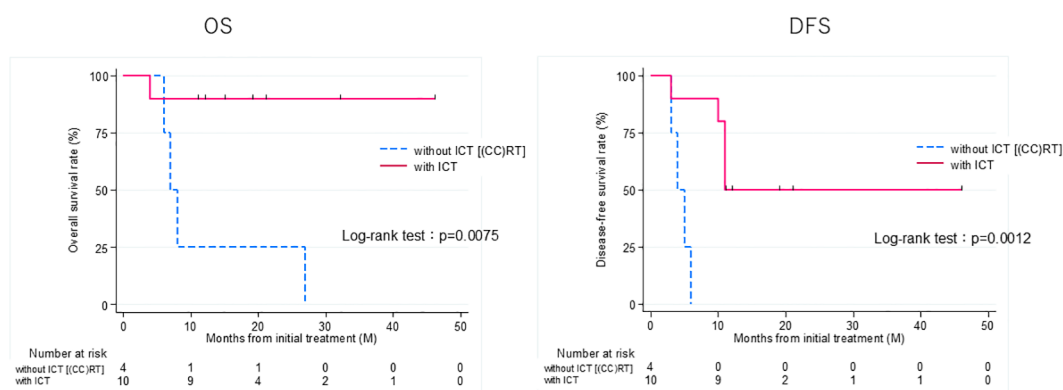 OS
Overall survival rate (%)
100
75
50
25
0
without ICT [(CC)RT]
with ICT
Log-rank test：p=0.0075
0 10 20 30 40 50
Months from initial treatment (M)
Number at risk
without ICT [(CC)RT] 4 1 1 0 0 0
with ICT 10 9 4 2 1 0
DFS
Disease-free survival rate (%)
100
75
50
25
0
without ICT [(CC)RT]
with ICT
Log-rank test：p=0.0012
0 10 20 30 40 50
Months from initial treatment (M)
Number at risk
without ICT [(CC)RT] 4 0 0 0 0 0
with ICT 10 9 2 1 1 0